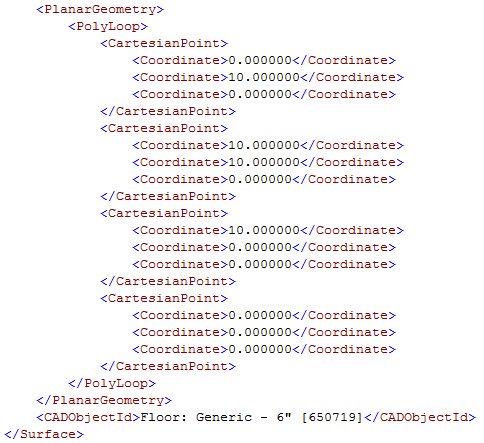 <PlanarGeometry>
<PolyLoop>
<CartesianPoint>
<Coordinate>0.000000</Coordinate>
<Coordinate>10.000000</Coordinate>
<Coordinate>0.000000</Coordinate>
</CartesianPoint>
<CartesianPoint>
<Coordinate>10.000000</Coordinate>
<Coordinate>10.000000</Coordinate>
<Coordinate>0.000000</Coordinate>
</CartesianPoint>
<CartesianPoint>
<Coordinate>10.000000</Coordinate>
<Coordinate>0.000000</Coordinate>
<Coordinate>0.000000</Coordinate>
</CartesianPoint>
<CartesianPoint>
<Coordinate>0.000000</Coordinate>
<Coordinate>0.000000</Coordinate>
<Coordinate>0.000000</Coordinate>
</CartesianPoint>
</PolyLoop>
</PlanarGeometry>
<CADObjectId>Floor: Generic - 6" [650719]</CADObjectId>
</Surface>